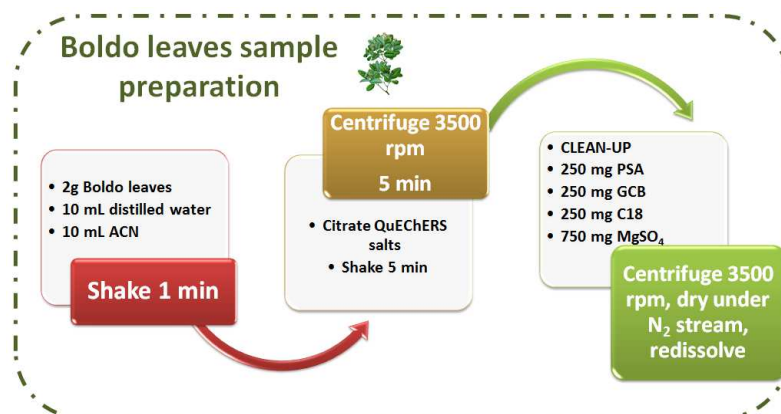 Boldo leaves sample
preparation
• 2g Boldo leaves
• 10 mL distilled water
• 10 mL ACN
Shake 1 min
Centrifuge 3500
rpm
5 min
• Citrate QuEChERS
salts
• Shake 5 min
• CLEAN-UP
• 250 mg PSA
• 250 mg GCB
• 250 mg C18
• 750 mg MgSO₄
Centrifuge 3500
rpm, dry under
N₂ stream,
redissolve